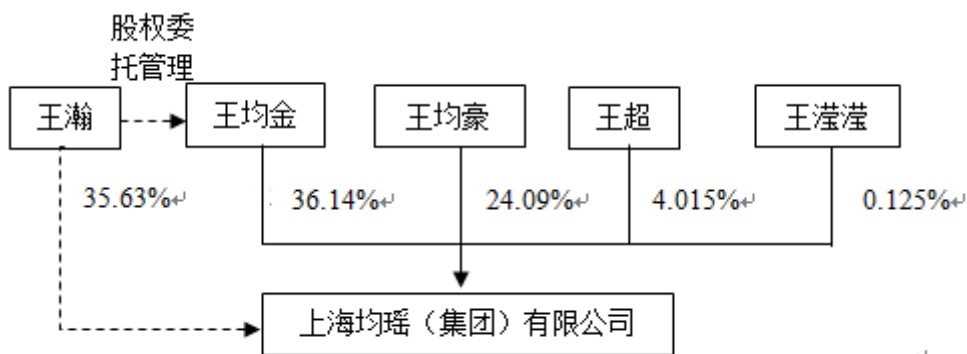 股权委
托管理
王瀚
王均金
王均豪
王超
王滢滢
35.63%↵
36.14%↵
24.09%↵
4.015%↵
0.125%↵
上海均瑶（集团）有限公司